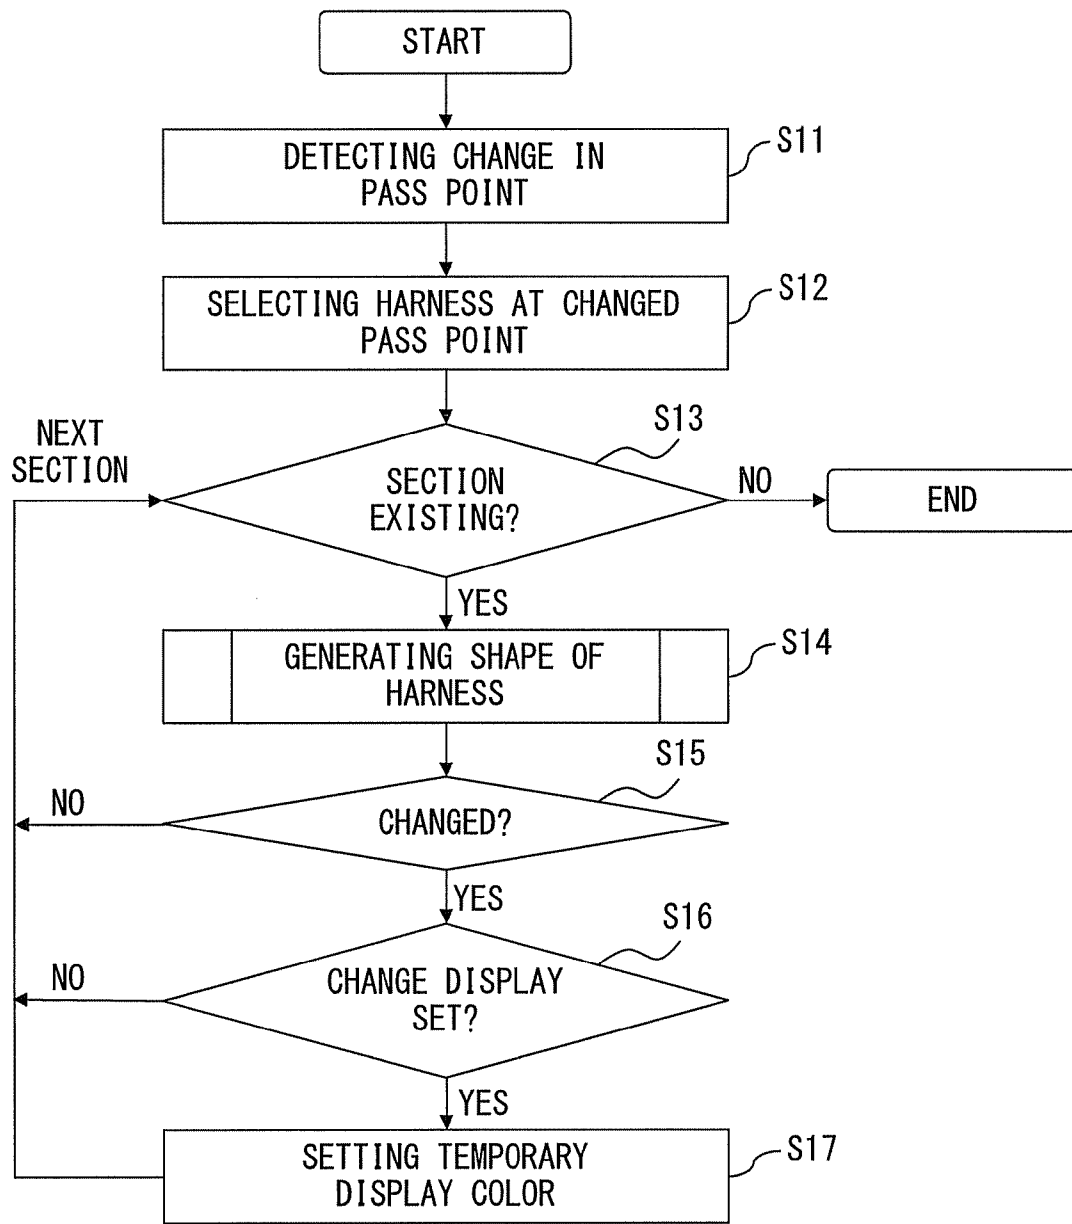 START
DETECTING CHANGE IN
PASS POINT
S11
SELECTING HARNESS AT CHANGED
PASS POINT
S12
S13
NEXT
SECTION
SECTION
EXISTING?
NO
END
YES
GENERATING SHAPE OF
HARNESS
S14
S15
NO
CHANGED?
YES
S16
NO
CHANGE DISPLAY
SET?
YES
SETTING TEMPORARY
DISPLAY COLOR
S17